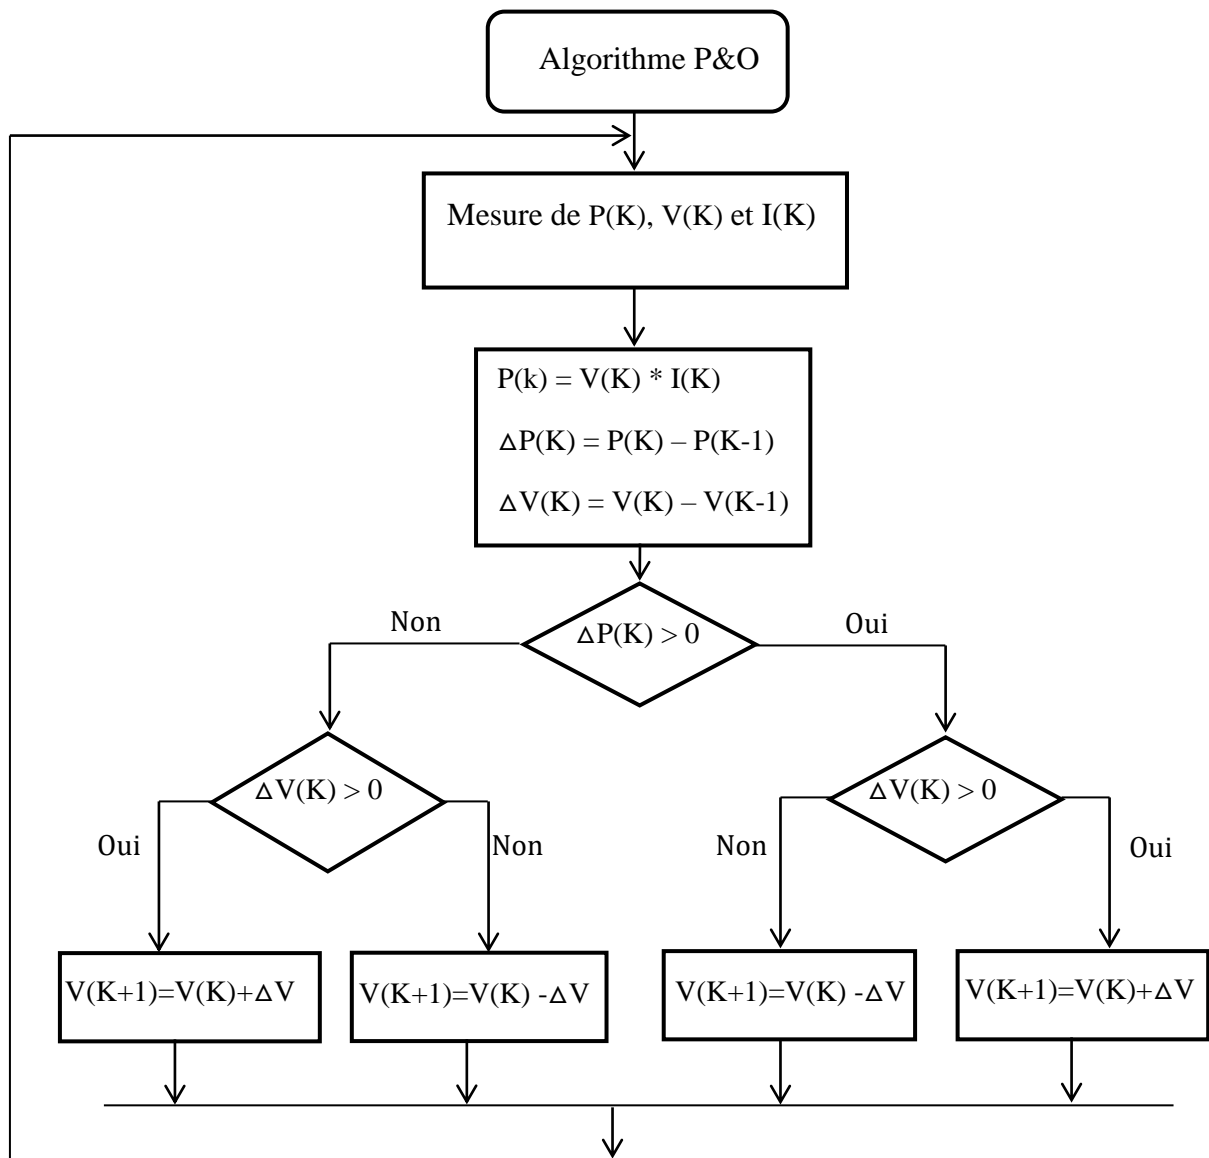 Algorithme P&O
Mesure de P(K), V(K) et I(K)
P(k) = V(K) * I(K)
△P(K) = P(K) – P(K-1)
△V(K) = V(K) – V(K-1)
Non
△P(K) > 0
Oui
△V(K) > 0
△V(K) > 0
Oui
Non
Non
Oui
V(K+1)=V(K)+△V
V(K+1)=V(K) -△V
V(K+1)=V(K) -△V
V(K+1)=V(K)+△V